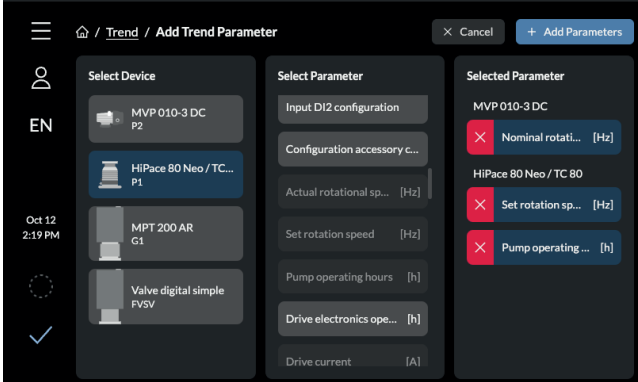 / Trend / Add Trend Parameter
× Cancel
+ Add Parameters
EN
Oct 12
2:19 PM
Select Device
MVP 010-3 DC
P2
HiPace 80 Neo / TC...
P1
MPT 200 AR
G1
Valve digital simple
FVSV
Select Parameter
Input DI2 configuration
Configuration accessory c...
Actual rotational sp... [Hz]
Set rotation speed [Hz]
Pump operating hours [h]
Drive electronics ope... [h]
Drive current [A]
Selected Parameter
MVP 010-3 DC
Nominal rotati... [Hz]
HiPace 80 Neo / TC 80
Set rotation sp... [Hz]
Pump operating ... [h]